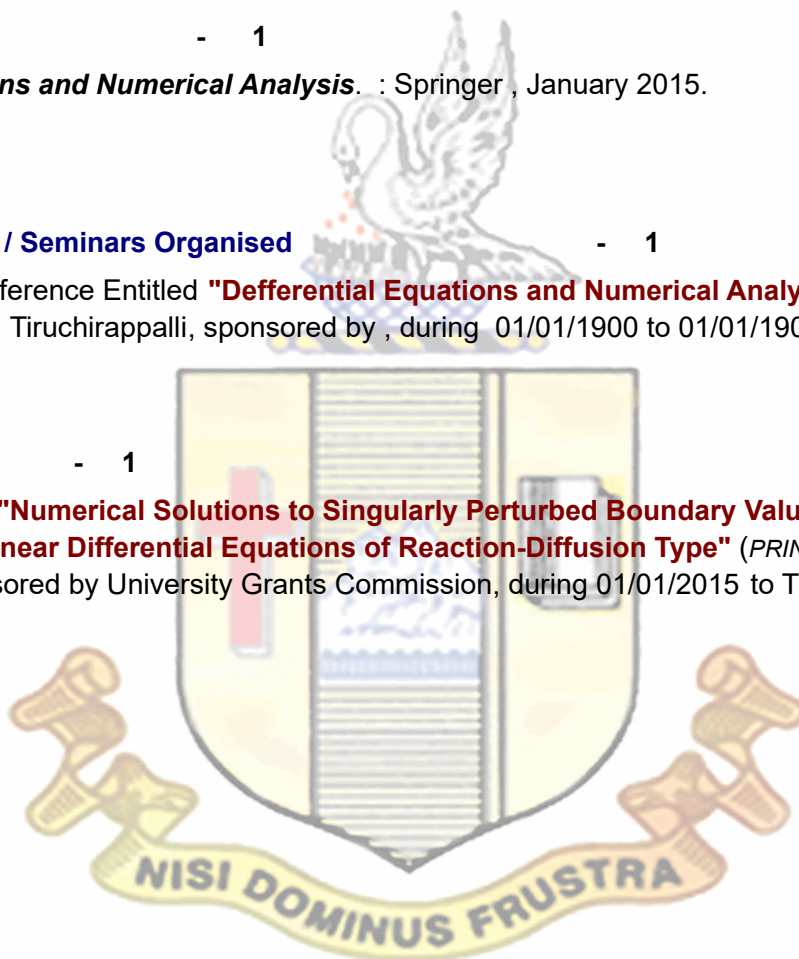 - 1
ns and Numerical Analysis. : Springer , January 2015.
/ Seminars Organised - 1
ference Entitled "Defferential Equations and Numerical Analy
Tiruchirappalli, sponsored by , during 01/01/1900 to 01/01/190
- 1
"Numerical Solutions to Singularly Perturbed Boundary Valu
near Differential Equations of Reaction-Diffusion Type" (PRIN
sored by University Grants Commission, during 01/01/2015 to T
NISI DOMINUS FRUSTRA